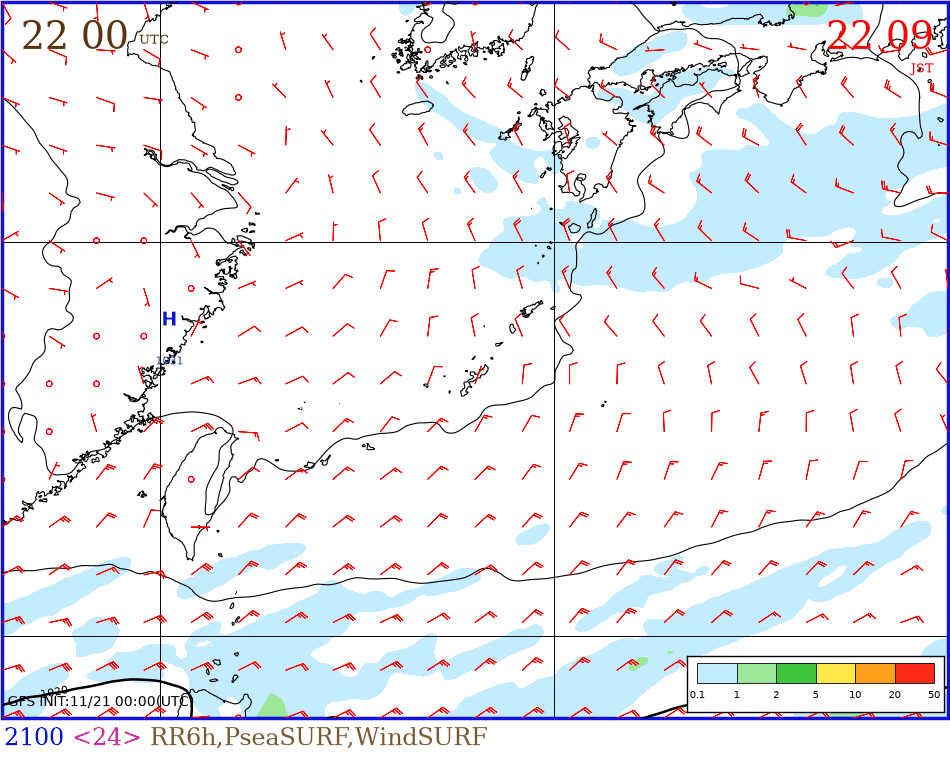 22 00 UTC
22 09 JST
H
1031
1020
GFS INIT:11/21 00:00(UTC)
0.1 1 2 5 10 20 50
2100 <24> RR6h,PseaSURF,WindSURF